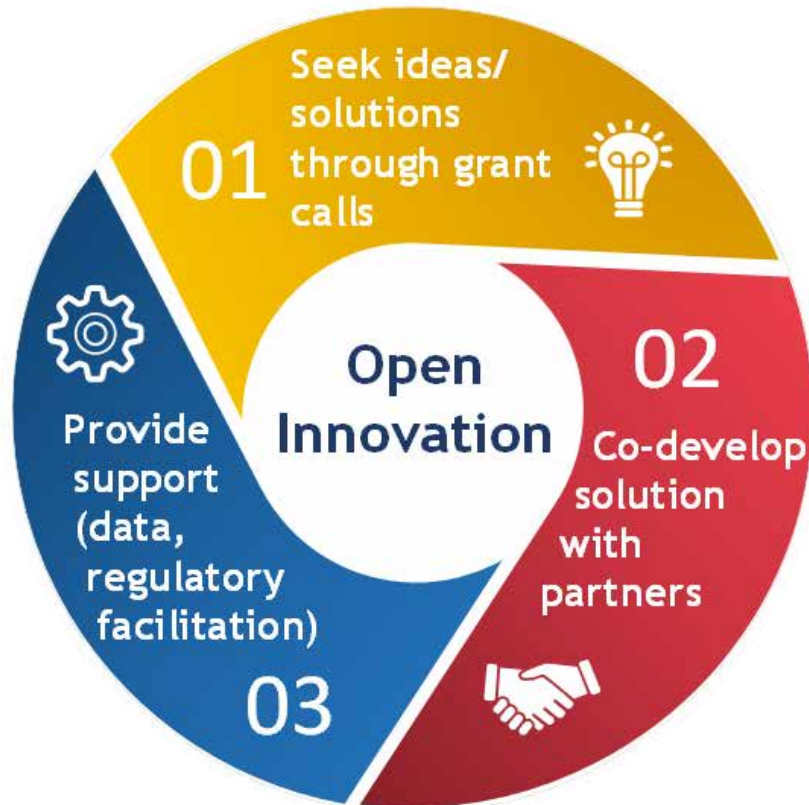 01
Seek ideas/
solutions
through grant
calls
02
Co-develop
solution
with
partners
Provide
support
(data,
regulatory
facilitation)
03
Open
Innovation